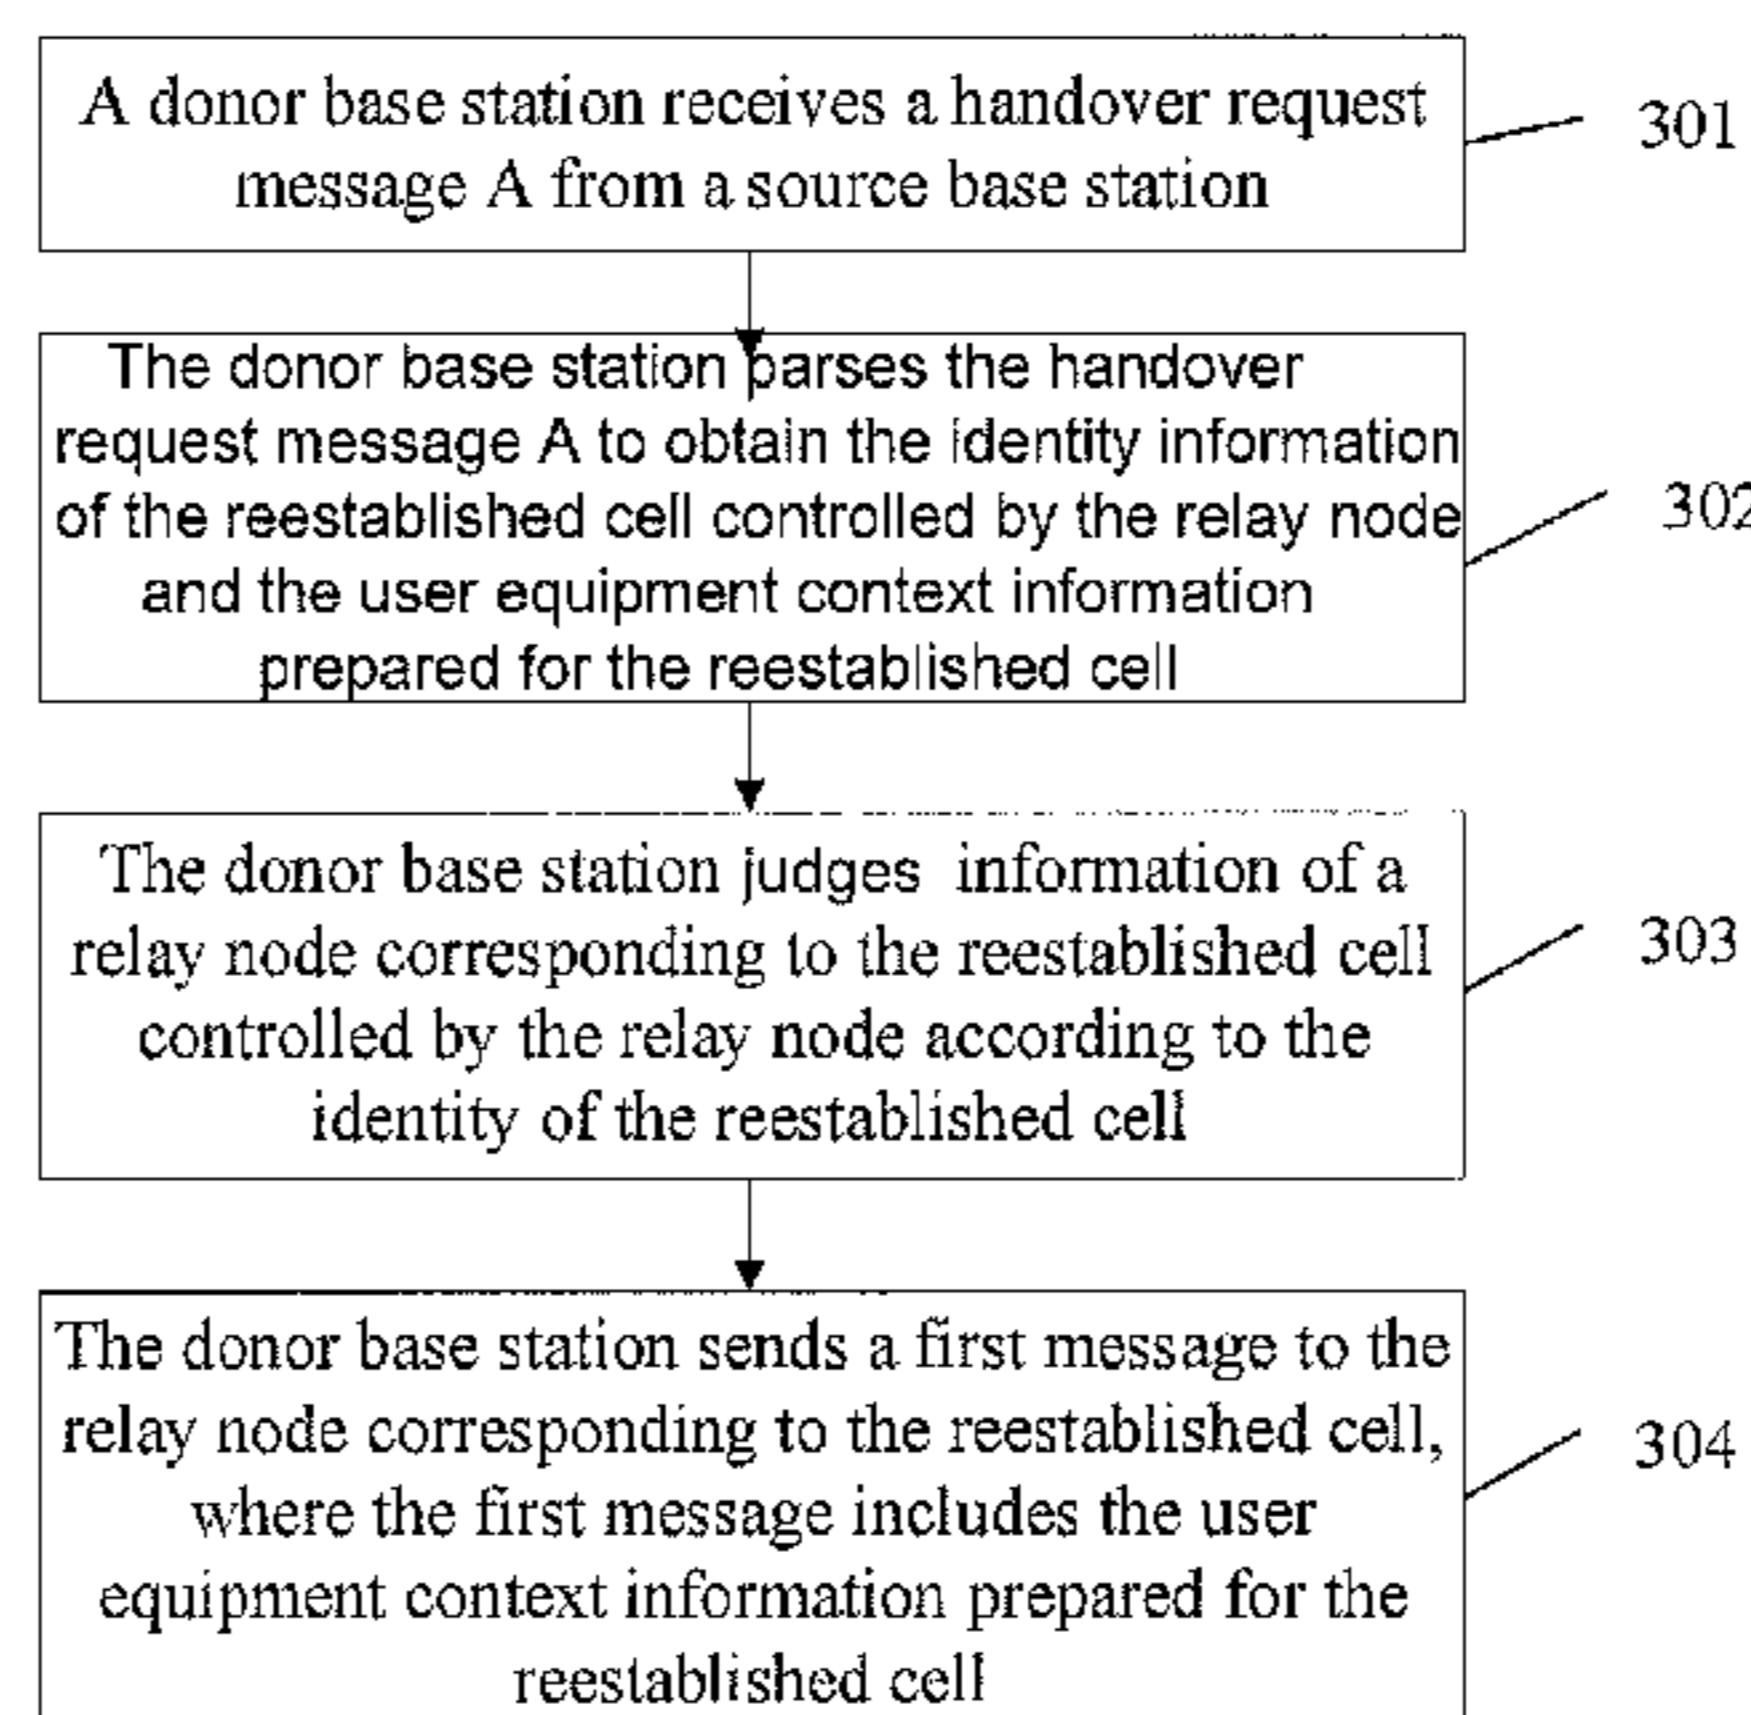 A donor base station receives a handover request
message A from a source base station
301
The donor base station parses the handover
request message A to obtain the identity information
of the reestablished cell controlled by the relay node
and the user equipment context information
prepared for the reestablished cell
302
The donor base station judges information of a
relay node corresponding to the reestablished cell
controlled by the relay node according to the
identity of the reestablished cell
303
The donor base station sends a first message to the
relay node corresponding to the reestablished cell,
where the first message includes the user
equipment context information prepared for the
reestablished cell
304